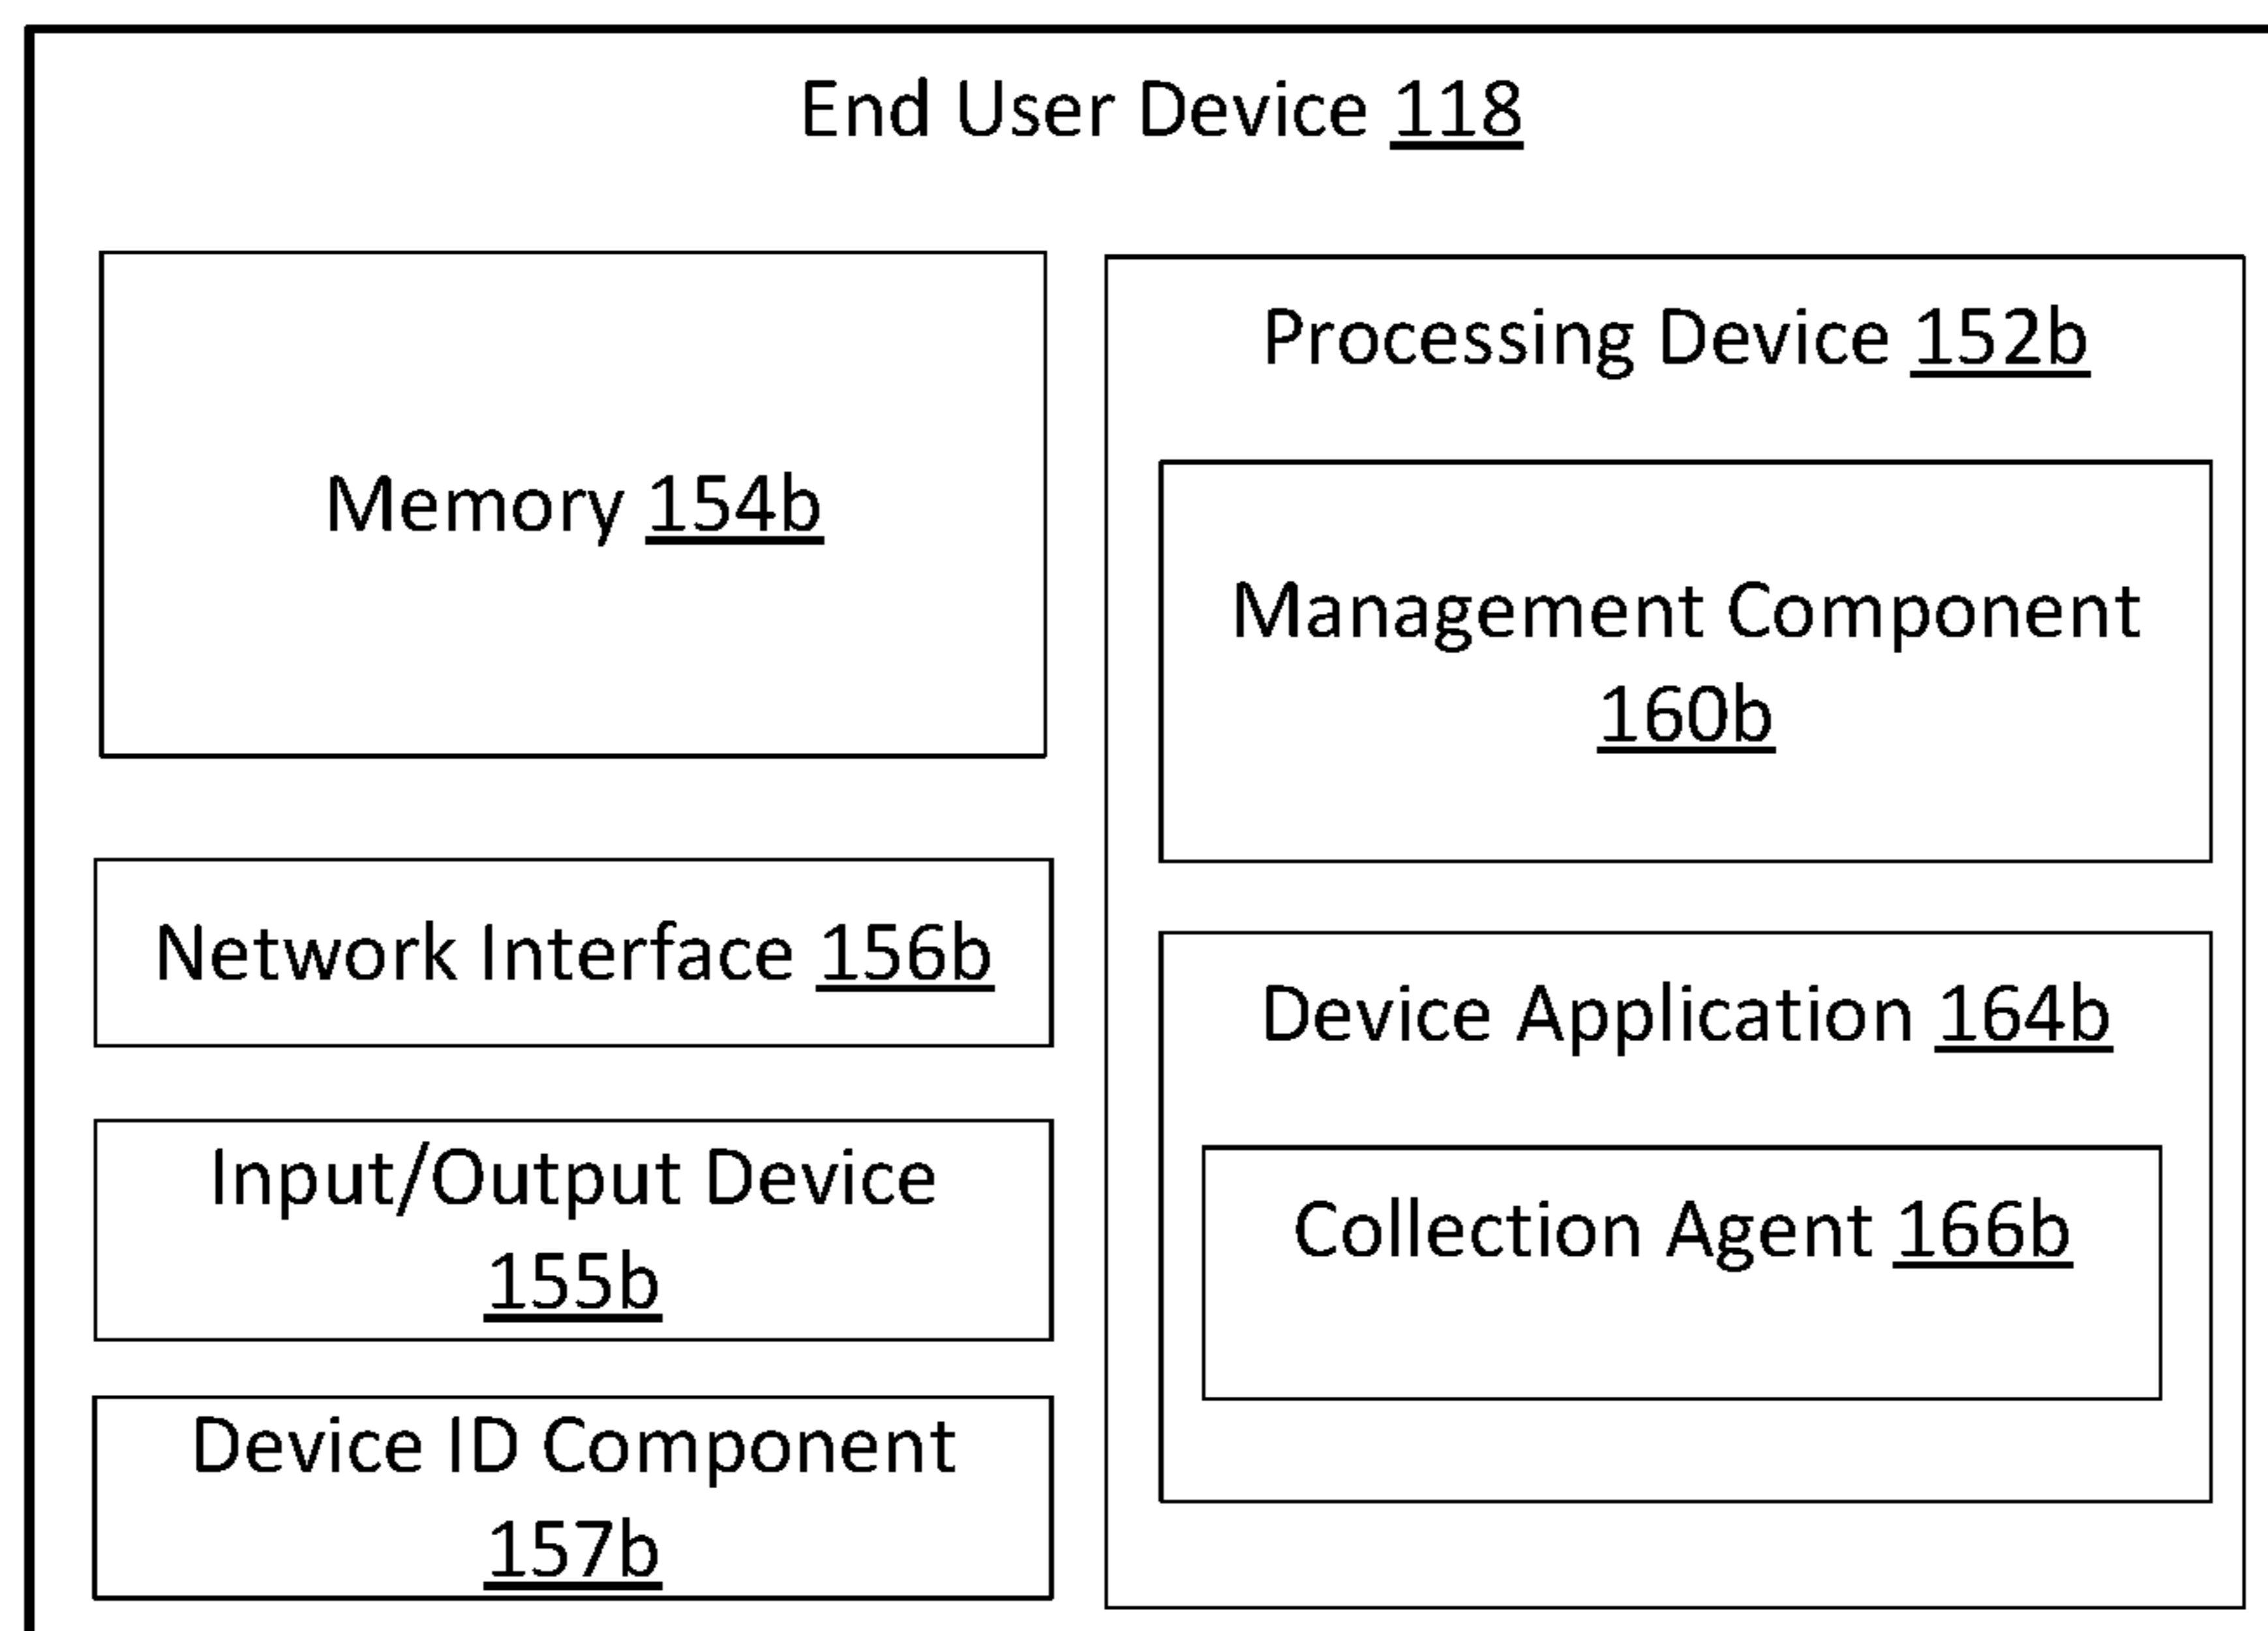 End User Device 118
Memory 154b
Network Interface 156b
Input/Output Device
155b
Device ID Component
157b
Processing Device 152b
Management Component
160b
Device Application 164b
Collection Agent 166b